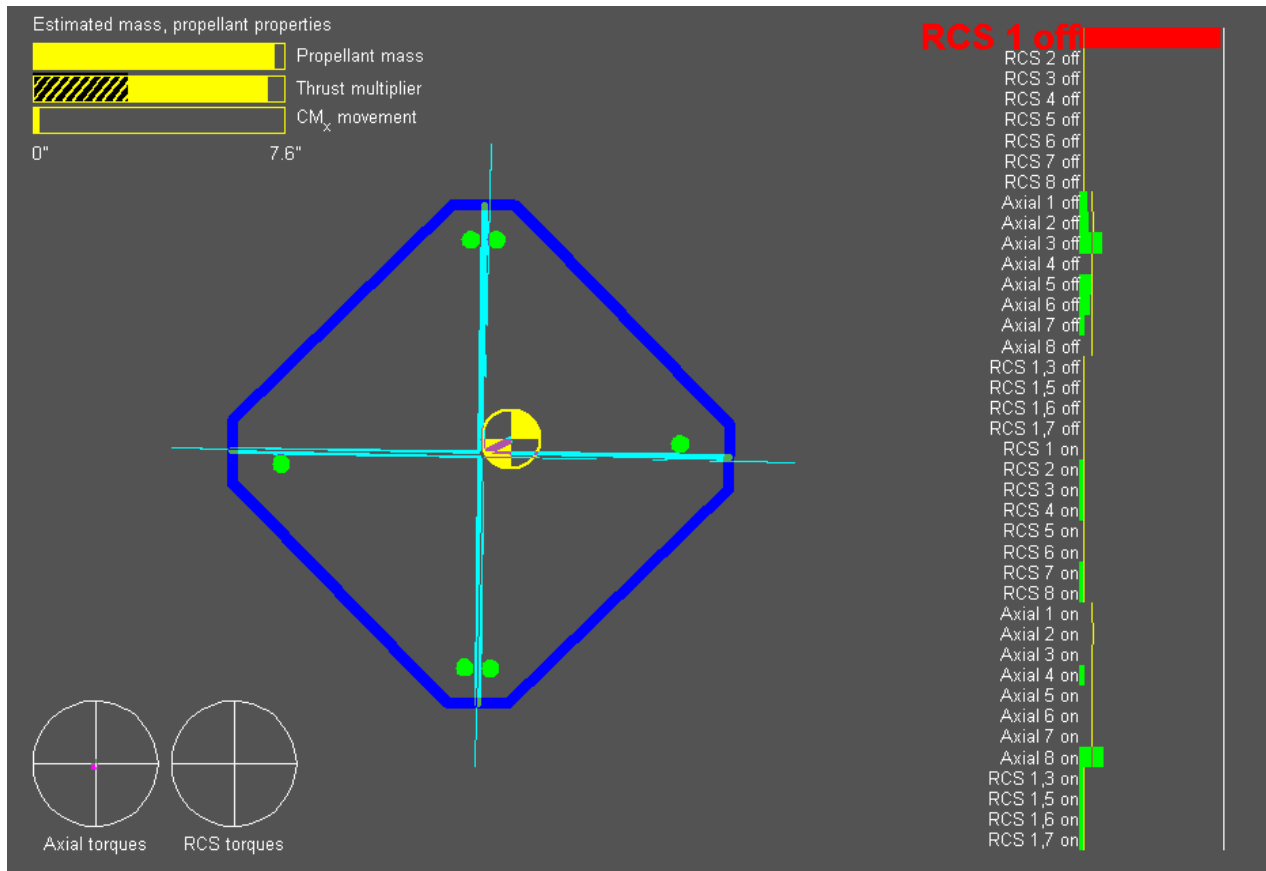 Estimated mass, propellant properties
Propellant mass
Thrust multiplier
CMx movement
0" 7.6"
Axial torques RCS torques
RCS 1 off
RCS 2 off
RCS 3 off
RCS 4 off
RCS 5 off
RCS 6 off
RCS 7 off
RCS 8 off
Axial 1 off
Axial 2 off
Axial 3 off
Axial 4 off
Axial 5 off
Axial 6 off
Axial 7 off
Axial 8 off
RCS 1,3 off
RCS 1,5 off
RCS 1,6 off
RCS 1,7 off
RCS 1 on
RCS 2 on
RCS 3 on
RCS 4 on
RCS 5 on
RCS 6 on
RCS 7 on
RCS 8 on
Axial 1 on
Axial 2 on
Axial 3 on
Axial 4 on
Axial 5 on
Axial 6 on
Axial 7 on
Axial 8 on
RCS 1,3 on
RCS 1,5 on
RCS 1,6 on
RCS 1,7 on